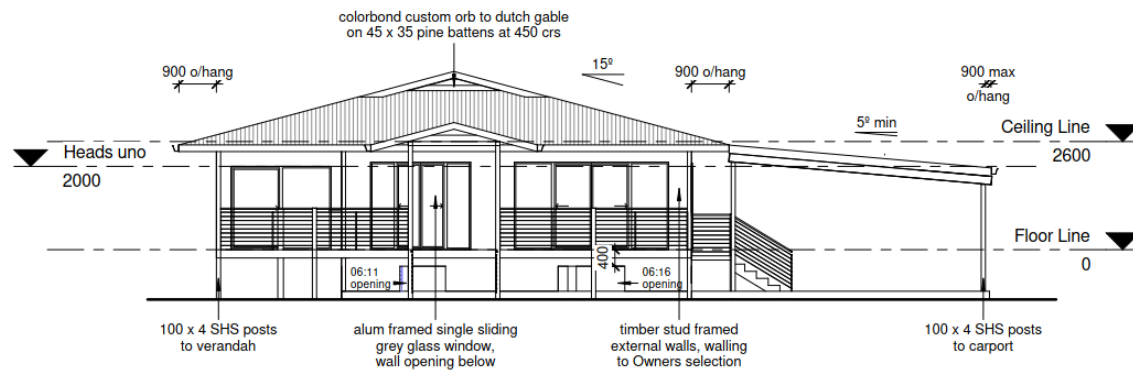 colorbond custom orb to dutch gable
on 45 x 35 pine battens at 450 crs
900 o/hang
15º
900 o/hang
900 max
o/hang
5º min
Ceiling Line
2600
Heads uno
2000
Floor Line
0
400
06:11
opening
06:16
opening
100 x 4 SHS posts
to verandah
alum framed single sliding
grey glass window,
wall opening below
timber stud framed
external walls, walling
to Owners selection
100 x 4 SHS posts
to carport